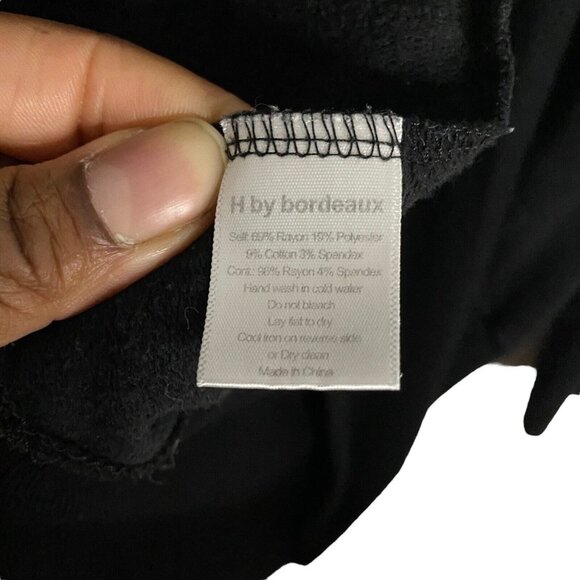 H by bordeaux
Self: 69% Rayon 19% Polyester
9% Cotton 3% Spandex
Cont.: 96% Rayon 4% Spandex
Hand wash in cold water
Do not bleach
Lay flat to dry
Cool iron on reverse side
or Dry clean
Made in China